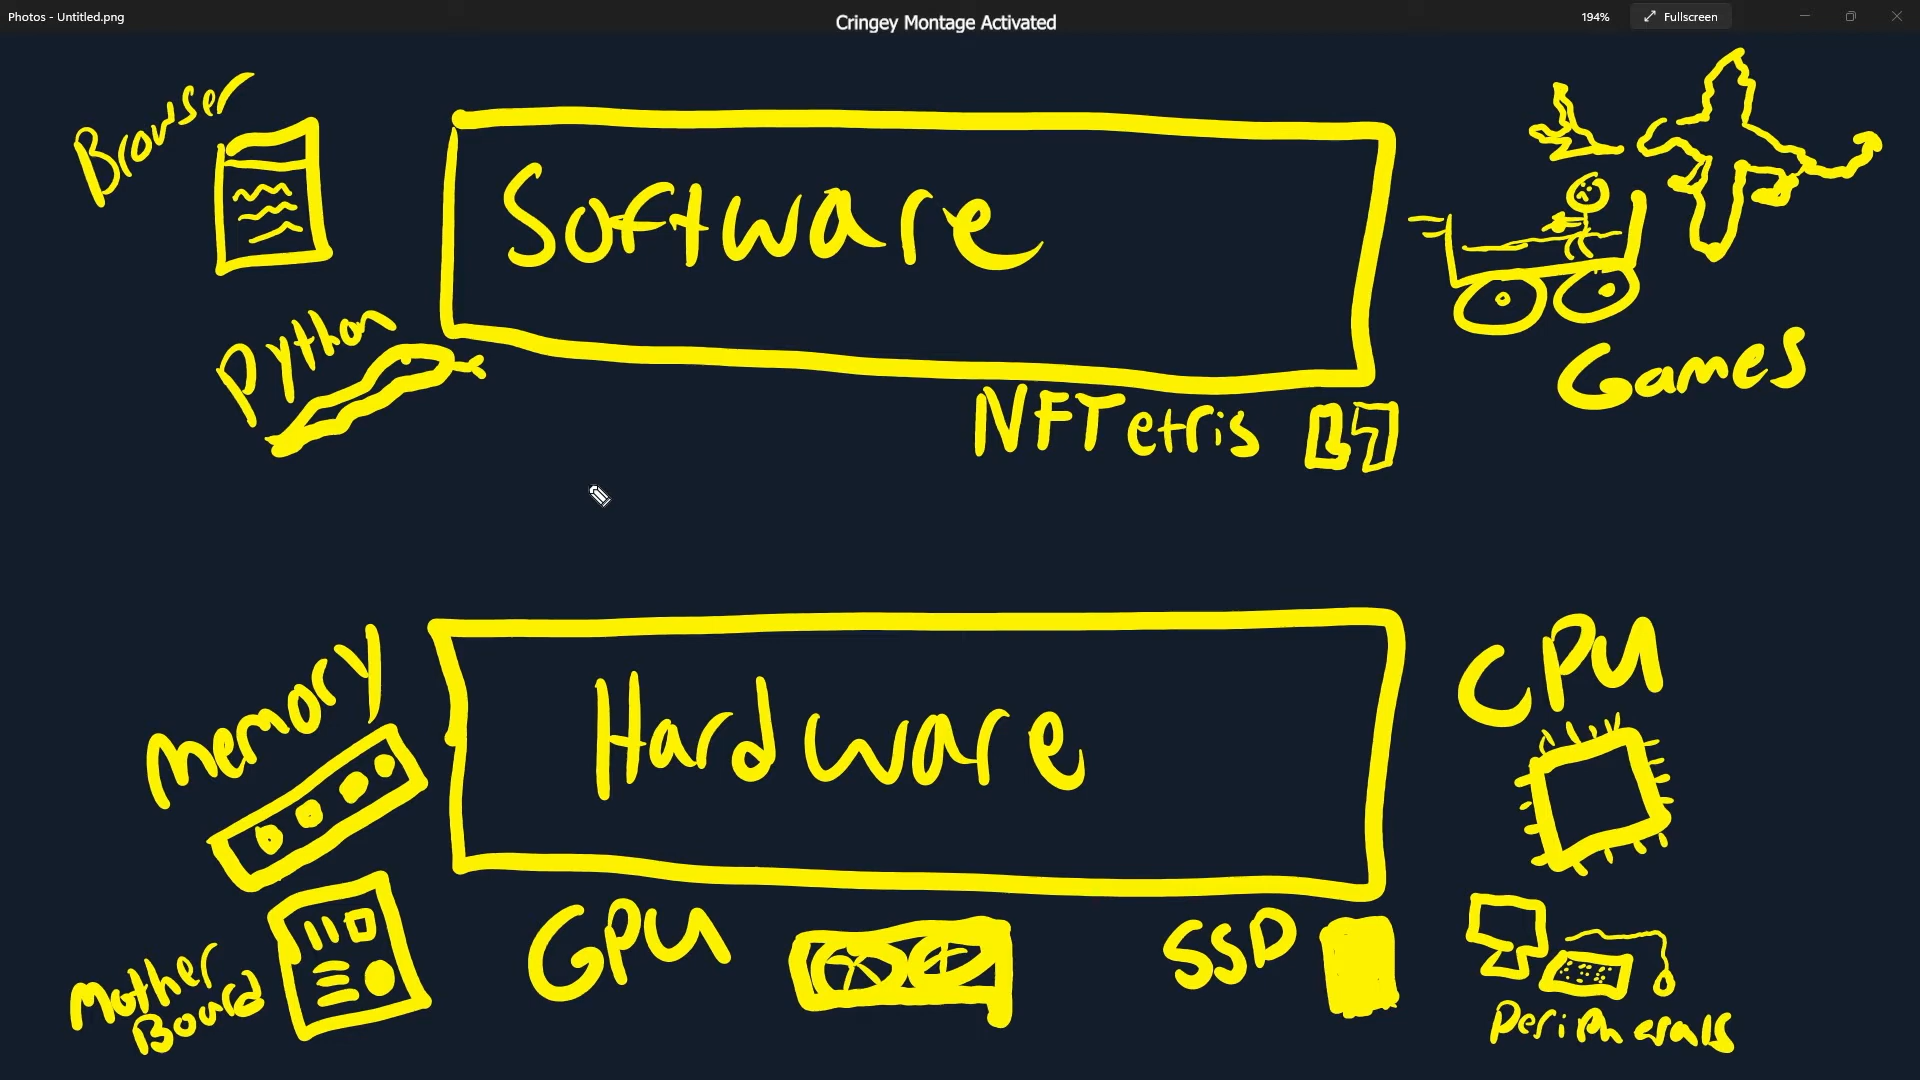 Photos - Untitled.png
Cringey Montage Activated
194%
Fullscreen
Browser
Software
Python
Games
NFTetris
Memory
Hardware
CPU
Mother
Board
GPU
SSD
Peripherals